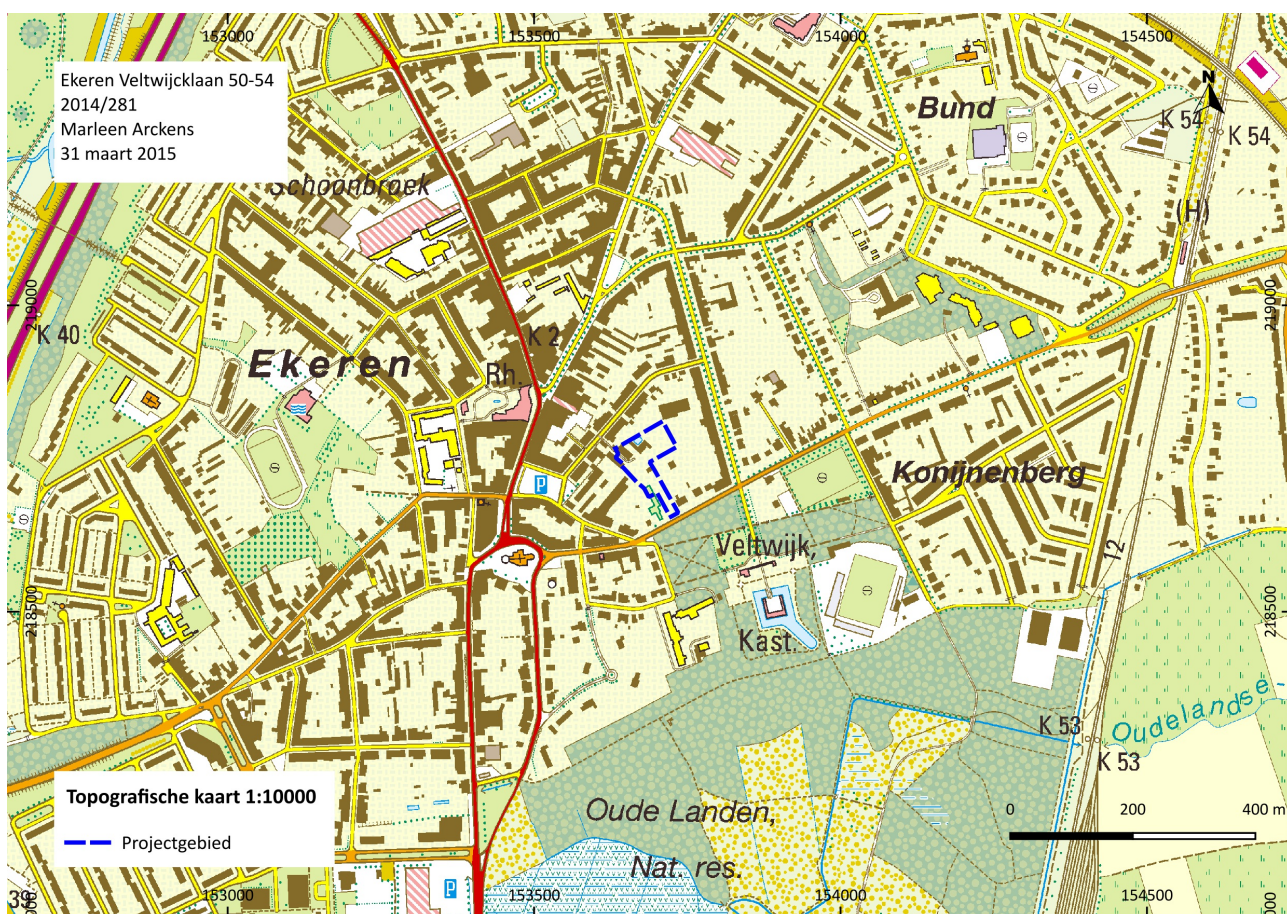 153000
153500
154000
154500
Ekeren Veltwijcklaan 50-54
2014/281
Marleen Arckens
31 maart 2015
N
Bund
K 54
K 54
Schoonbroek
(H)
219000
219000
K 40
K 2
Ekeren
Rh.
Konijnenberg
P
Veltwijk,
12
218500
218500
Kast.
K 53
K 53
Oudelandse
Topografische kaart 1:10000
Projectgebied
Oude Landen,
Nat. res.
0 200 400 m
P
39
153000
153500
154000
154500